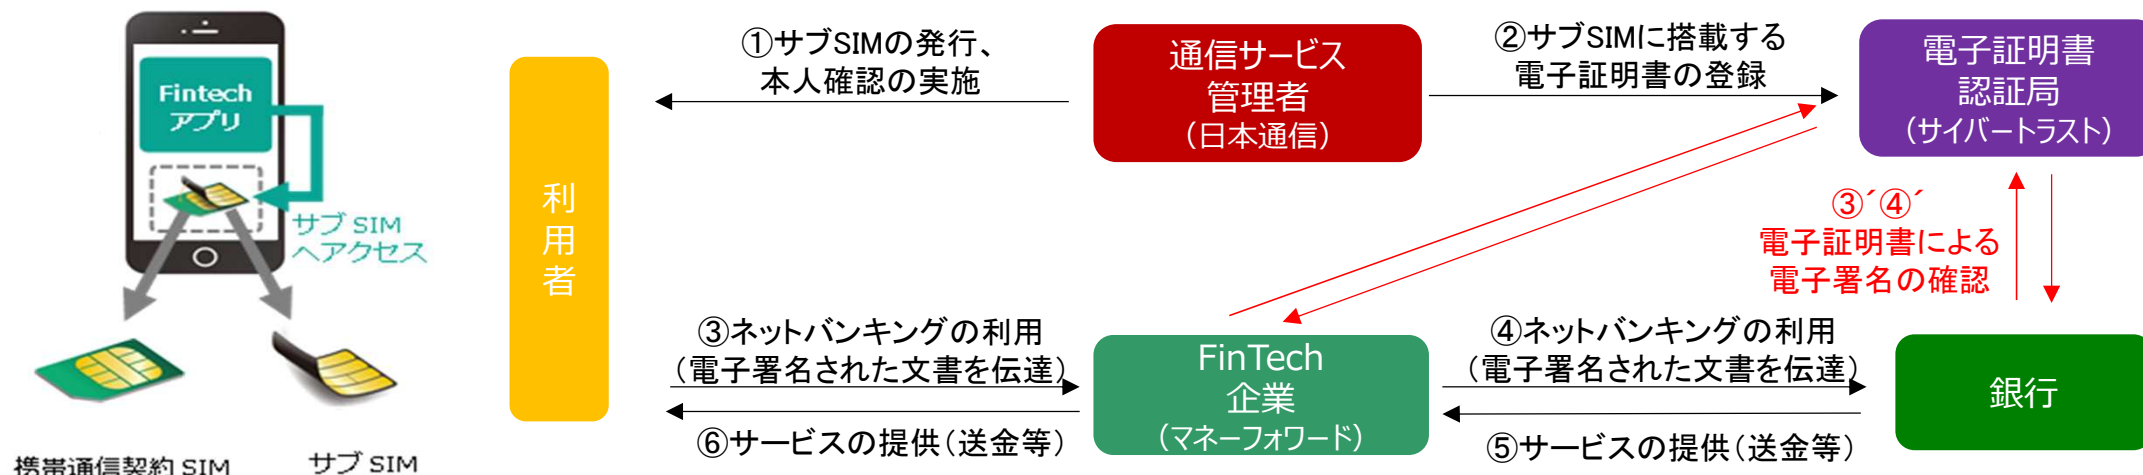 Fintech
アプリ
サブ SIM
へアクセス
携帯通信契約 SIM
サブ SIM
利
用
者
①サブSIMの発行、
本人確認の実施
通信サービス
管理者
（日本通信）
②サブSIMに搭載する
電子証明書の登録
電子証明書
認証局
（サイバートラスト）
③´④´
電子証明書による
電子署名の確認
③ネットバンキングの利用
（電子署名された文書を伝達）
⑥サービスの提供（送金等）
FinTech
企業
（マネーフォワード）
④ネットバンキングの利用
（電子署名された文書を伝達）
⑤サービスの提供（送金等）
銀行